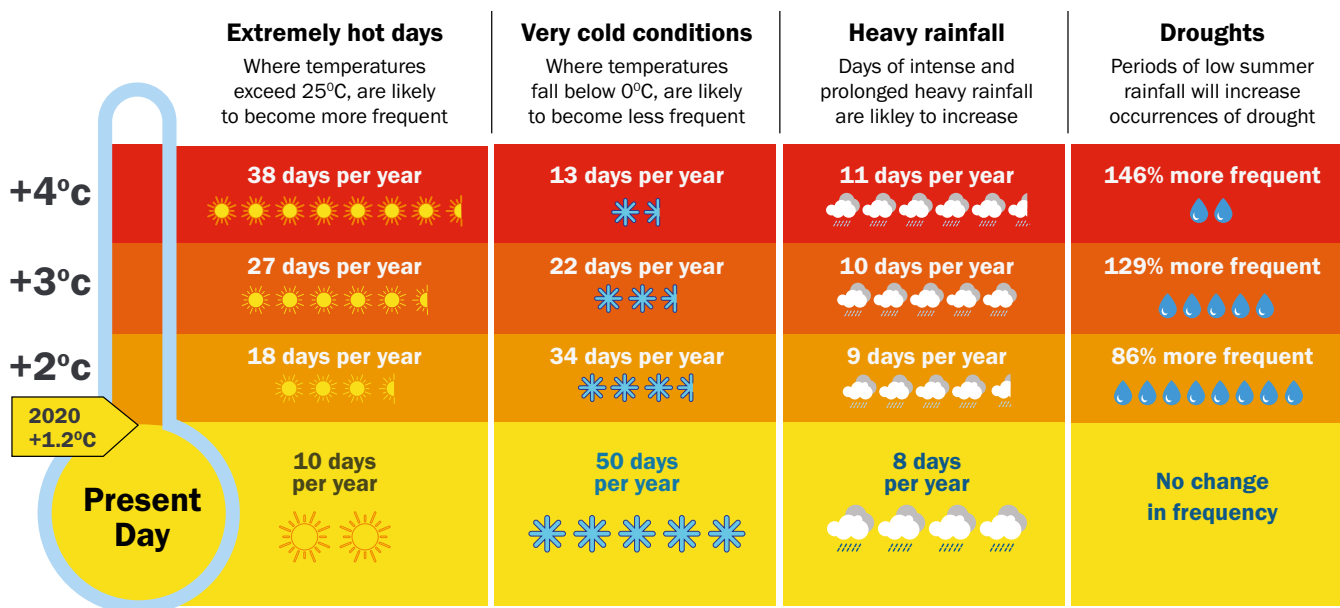 Extremely hot days
Where temperatures
exceed 25⁰C, are likely
to become more frequent
Very cold conditions
Where temperatures
fall below 0⁰C, are likely
to become less frequent
Heavy rainfall
Days of intense and
prolonged heavy rainfall
are likley to increase
Droughts
Periods of low summer
rainfall will increase
occurrences of drought
+4ºc
38 days per year
13 days per year
11 days per year
146% more frequent
+3ºc
27 days per year
22 days per year
10 days per year
129% more frequent
+2ºc
18 days per year
34 days per year
9 days per year
86% more frequent
2020
+1.2ºC
Present
Day
10 days
per year
50 days
per year
8 days
per year
No change
in frequency